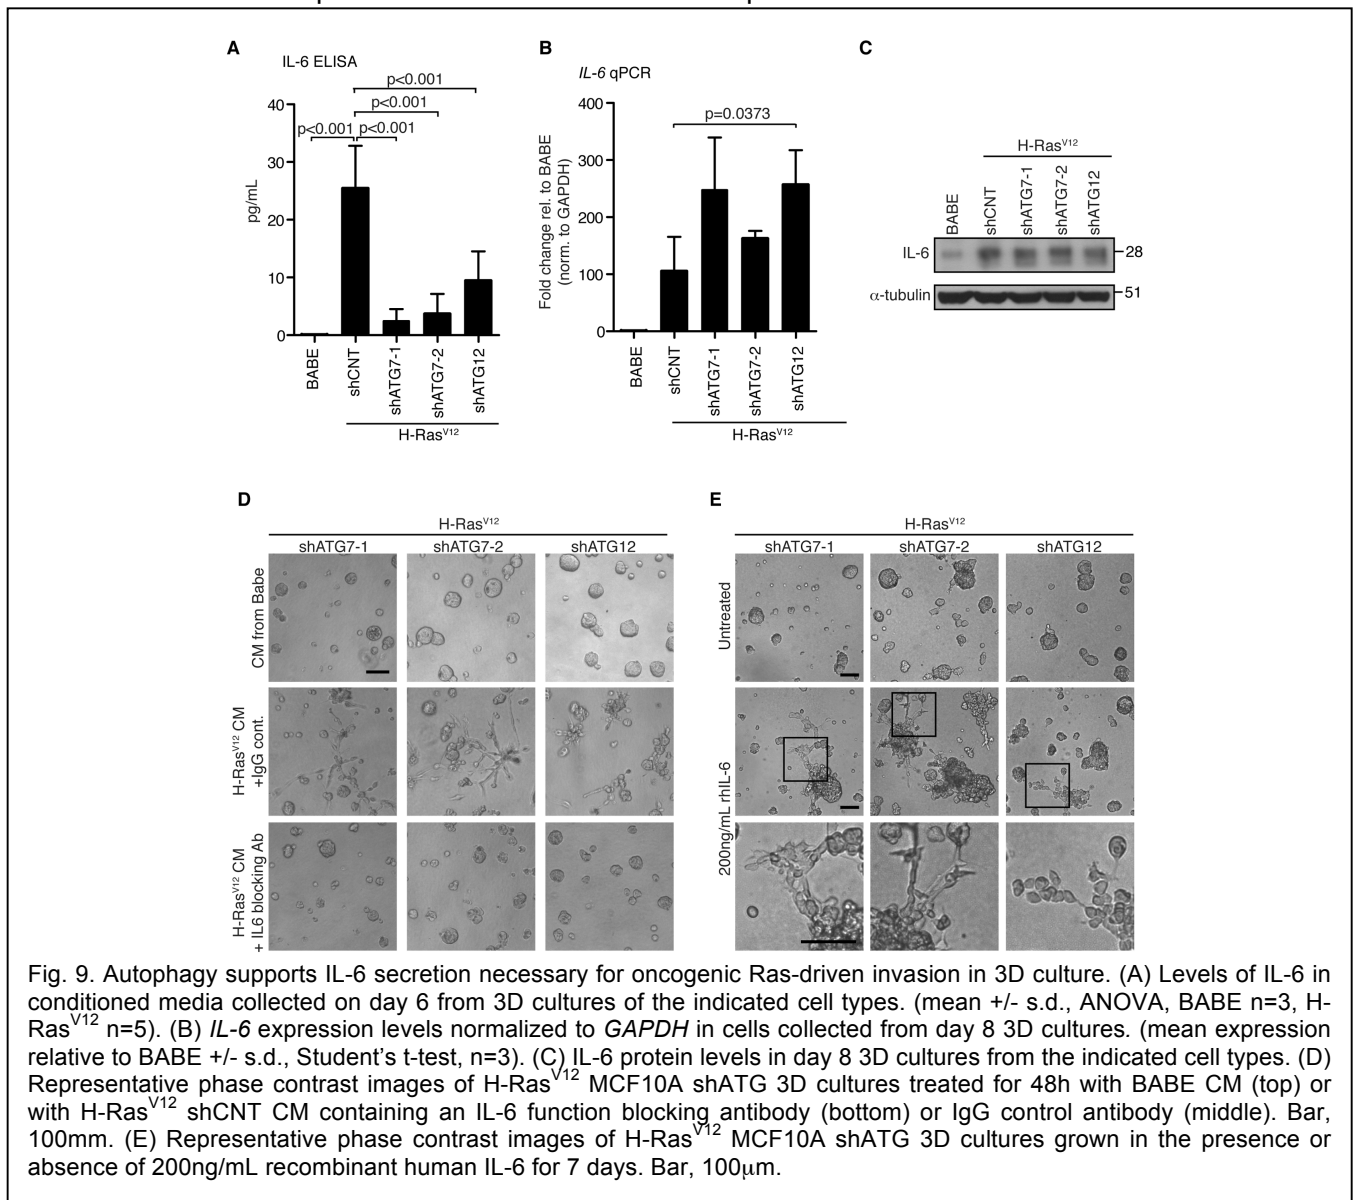 A
IL-6 ELISA
p<0.001
p<0.001
p<0.001 p<0.001
40
30
20
10
0
pg/mL
BABE
shCNT
shATG7-1
shATG7-2
shATG12
H-RasV12
B
IL-6 qPCR
p=0.0373
400
300
200
100
0
Fold change rel. to BABE
(norm. to GAPDH)
BABE
shCNT
shATG7-1
shATG7-2
shATG12
H-RasV12
C
H-RasV12
BABE
shCNT
shATG7-1
shATG7-2
shATG12
IL-6
28
α-tubulin
51
D
H-RasV12
shATG7-1 shATG7-2 shATG12
CM from Babe
H-RasV12 CM
+IgG cont.
H-RasV12 CM
+ IL6 blocking Ab
E
H-RasV12
shATG7-1 shATG7-2 shATG12
Untreated
200ng/mL rhIL-6
Fig. 9. Autophagy supports IL-6 secretion necessary for oncogenic Ras-driven invasion in 3D culture. (A) Levels of IL-6 in
conditioned media collected on day 6 from 3D cultures of the indicated cell types. (mean +/- s.d., ANOVA, BABE n=3, H-
RasV12 n=5). (B) IL-6 expression levels normalized to GAPDH in cells collected from day 8 3D cultures. (mean expression
relative to BABE +/- s.d., Student's t-test, n=3). (C) IL-6 protein levels in day 8 3D cultures from the indicated cell types. (D)
Representative phase contrast images of H-RasV12 MCF10A shATG 3D cultures treated for 48h with BABE CM (top) or
with H-RasV12 shCNT CM containing an IL-6 function blocking antibody (bottom) or IgG control antibody (middle). Bar,
100mm. (E) Representative phase contrast images of H-RasV12 MCF10A shATG 3D cultures grown in the presence or
absence of 200ng/mL recombinant human IL-6 for 7 days. Bar, 100μm.